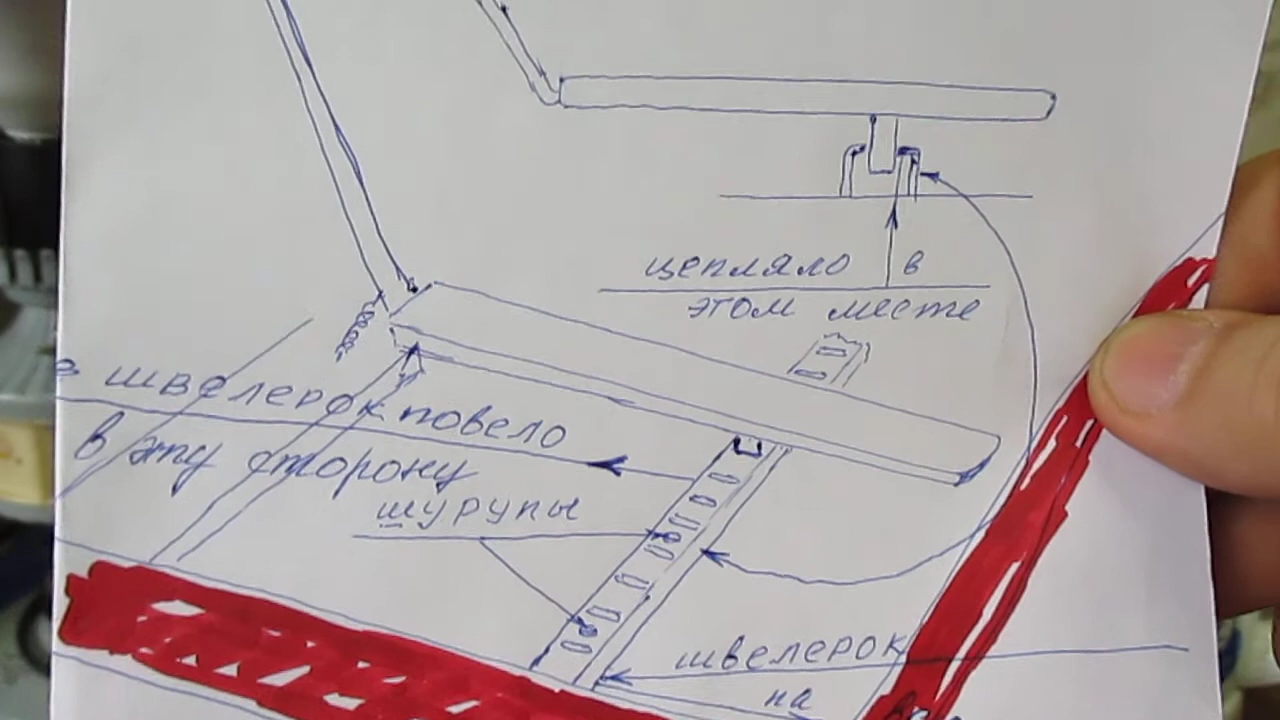 цепляло в
этом месте
швелерок повело
в эту сторону
шурупы
швелерок
на